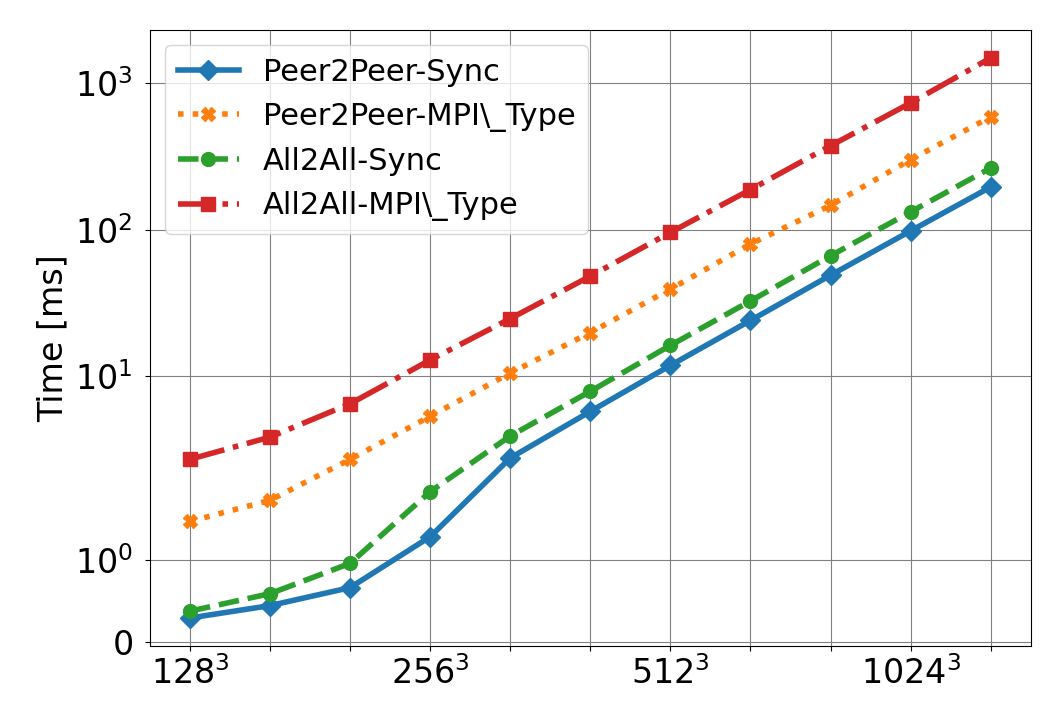 Peer2Peer-Sync
Peer2Peer-MPI\_Type
All2All-Sync
All2All-MPI\_Type
Time [ms]
10³
10²
10¹
10⁰
0
128³ 256³ 512³ 1024³